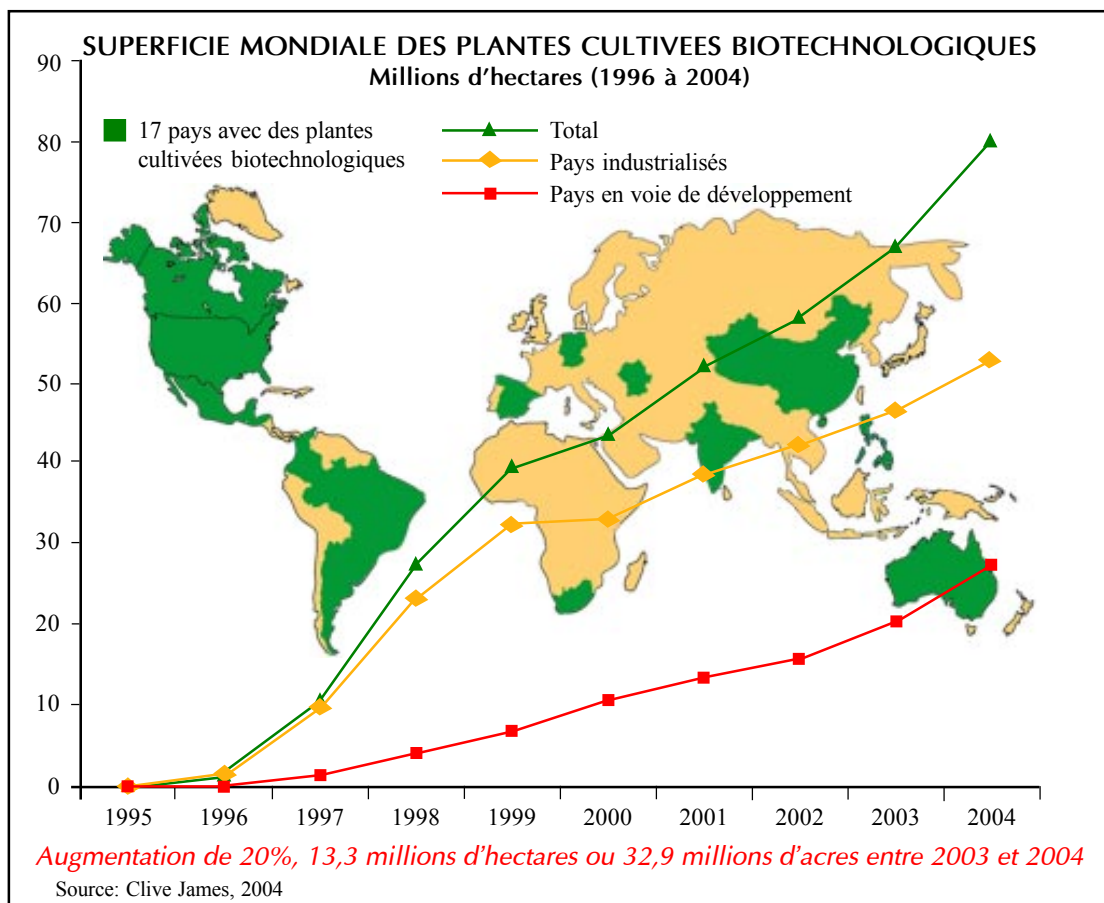 SUPERFICIE MONDIALE DES PLANTES CULTIVEES BIOTECHNOLOGIQUES
Millions d'hectares (1996 à 2004)
17 pays avec des plantes
cultivées biotechnologiques
Total
Pays industrialisés
Pays en voie de développement
90
80
70
60
50
40
30
20
10
0
1995 1996 1997 1998 1999 2000 2001 2002 2003 2004
Augmentation de 20%, 13,3 millions d'hectares ou 32,9 millions d'acres entre 2003 et 2004
Source: Clive James, 2004